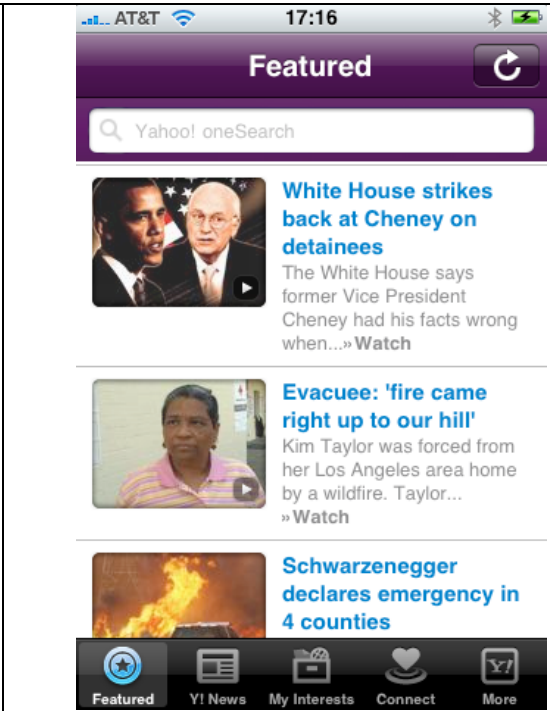 AT&T 17:16
Featured
Yahoo! oneSearch
White House strikes
back at Cheney on
detainees
The White House says
former Vice President
Cheney had his facts wrong
when...»Watch
Evacuee: 'fire came
right up to our hill'
Kim Taylor was forced from
her Los Angeles area home
by a wildfire. Taylor...
»Watch
Schwarzenegger
declares emergency in
4 counties
Y!
Featured Y! News My Interests Connect More